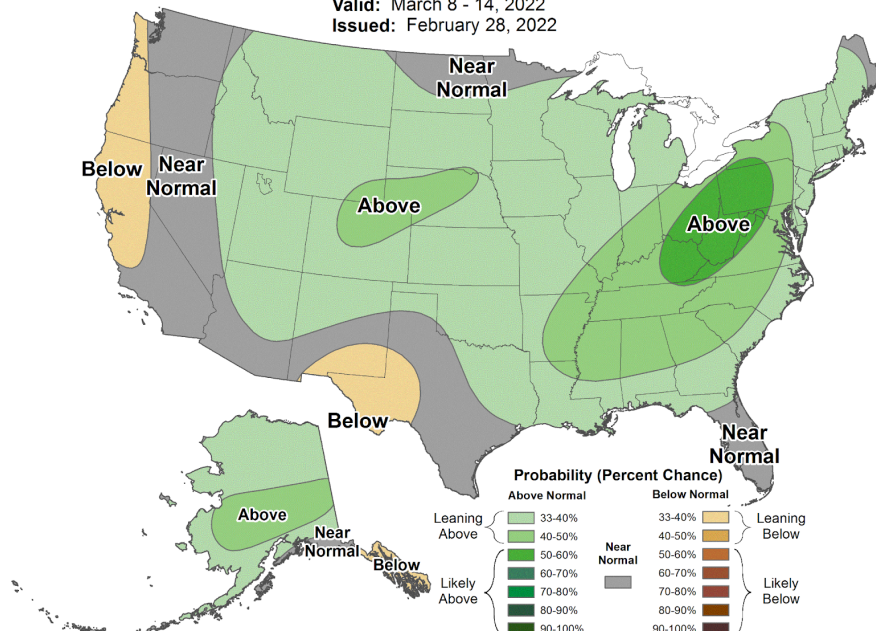 Valid: March 8 - 14, 2022
Issued: February 28, 2022
Near
Normal
Below
Near
Normal
Above
Above
Below
Near
Normal
Above
Near
Normal
Below
Probability (Percent Chance)
Above Normal
Below Normal
Leaning
Above
33-40%
40-50%
50-60%
60-70%
70-80%
80-90%
90-100%
Likely
Above
Near
Normal
33-40%
40-50%
50-60%
60-70%
70-80%
80-90%
90-100%
Leaning
Below
Likely
Below